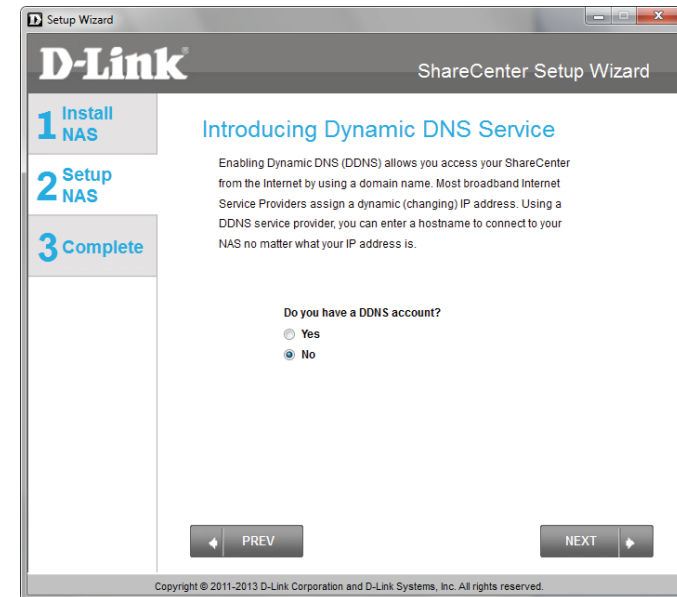 Setup Wizard
D-Link®
ShareCenter Setup Wizard
1 Install
NAS
2 Setup
NAS
3 Complete
Introducing Dynamic DNS Service
Enabling Dynamic DNS (DDNS) allows you access your ShareCenter
from the Internet by using a domain name. Most broadband Internet
Service Providers assign a dynamic (changing) IP address. Using a
DDNS service provider, you can enter a hostname to connect to your
NAS no matter what your IP address is.
Do you have a DDNS account?
Yes
No
PREV
NEXT
Copyright © 2011-2013 D-Link Corporation and D-Link Systems, Inc. All rights reserved.